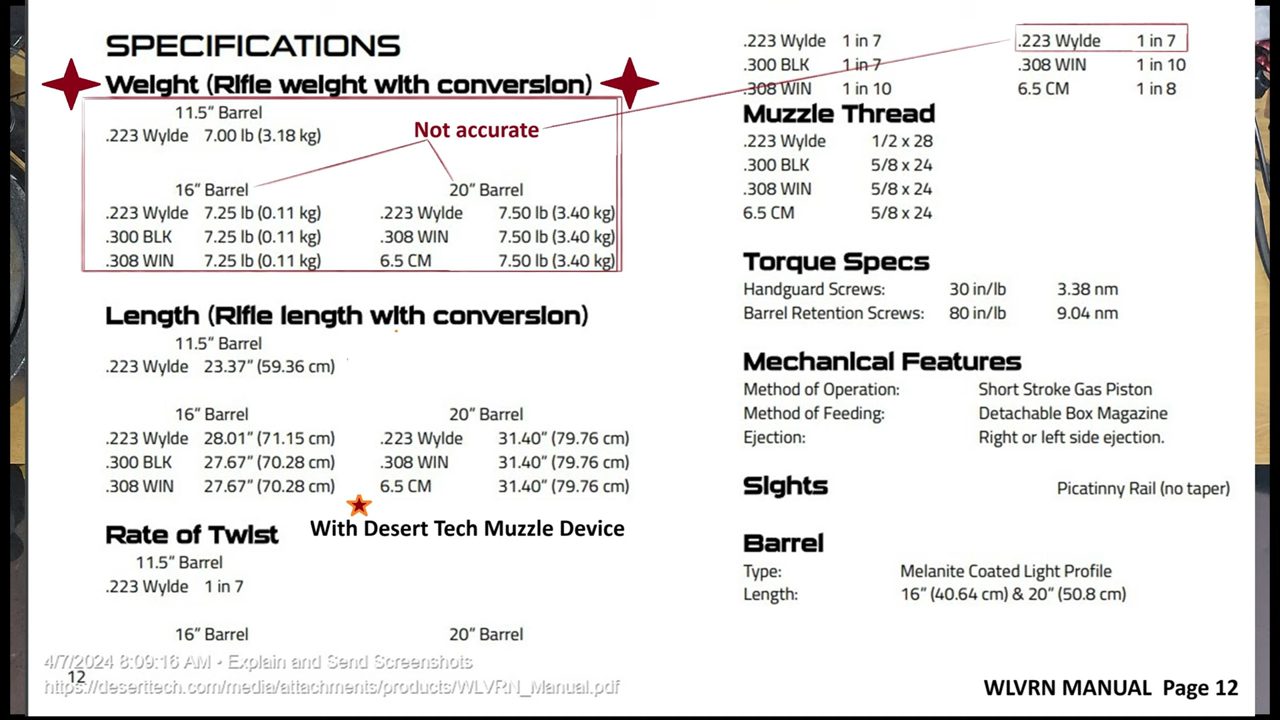 SPECIFICATIONS
Weight (Rifle weight with conversion)
11.5" Barrel
.223 Wylde 7.00 lb (3.18 kg)
Not accurate
16" Barrel 20" Barrel
.223 Wylde 7.25 lb (0.11 kg) .223 Wylde 7.50 lb (3.40 kg)
.300 BLK 7.25 lb (0.11 kg) .308 WIN 7.50 lb (3.40 kg)
.308 WIN 7.25 lb (0.11 kg) 6.5 CM 7.50 lb (3.40 kg)
Length (Rifle length with conversion)
11.5" Barrel
.223 Wylde 23.37" (59.36 cm)
16" Barrel 20" Barrel
.223 Wylde 28.01" (71.15 cm) .223 Wylde 31.40" (79.76 cm)
.300 BLK 27.67" (70.28 cm) .308 WIN 31.40" (79.76 cm)
.308 WIN 27.67" (70.28 cm) 6.5 CM 31.40" (79.76 cm)
With Desert Tech Muzzle Device
Rate of Twist
11.5" Barrel
.223 Wylde 1 in 7
16" Barrel 20" Barrel
4/7/2024 8:09:16 AM • Explain and Send Screenshots
12
https://deserttech.com/media/attachments/products/WLVRN_Manual.pdf
.223 Wylde 1 in 7 .223 Wylde 1 in 7
.300 BLK 1 in 7 .308 WIN 1 in 10
.308 WIN 1 in 10 6.5 CM 1 in 8
Muzzle Thread
.223 Wylde 1/2 x 28
.300 BLK 5/8 x 24
.308 WIN 5/8 x 24
6.5 CM 5/8 x 24
Torque Specs
Handguard Screws: 30 in/lb 3.38 nm
Barrel Retention Screws: 80 in/lb 9.04 nm
Mechanical Features
Method of Operation: Short Stroke Gas Piston
Method of Feeding: Detachable Box Magazine
Ejection: Right or left side ejection.
Sights Picatinny Rail (no taper)
Barrel
Type: Melanite Coated Light Profile
Length: 16" (40.64 cm) & 20" (50.8 cm)
WLVRN MANUAL Page 12